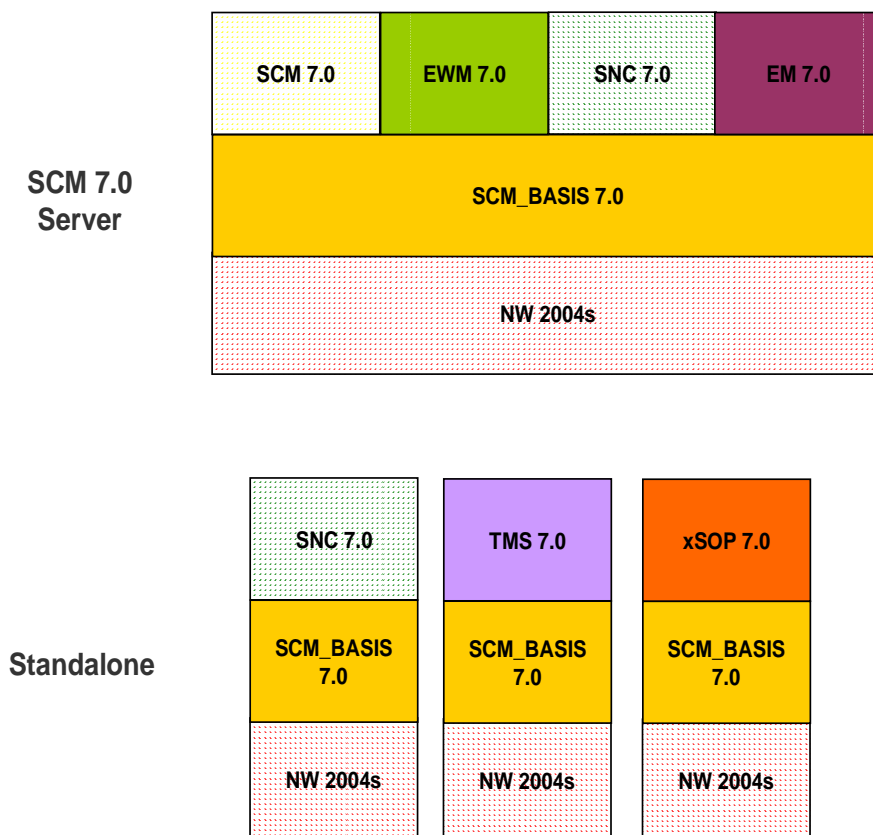 SCM 7.0
EWM 7.0
SNC 7.0
EM 7.0
SCM 7.0
Server
SCM_BASIS 7.0
NW 2004s
SNC 7.0
TMS 7.0
xSOP 7.0
Standalone
SCM_BASIS
7.0
SCM_BASIS
7.0
SCM_BASIS
7.0
NW 2004s
NW 2004s
NW 2004s